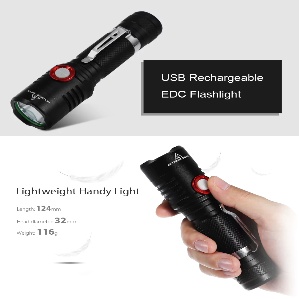 USB Rechargeable
EDC Flashlight
Lightweight Handy Light
Length: 124mm
Head diameter: 32mm
Weight: 116g